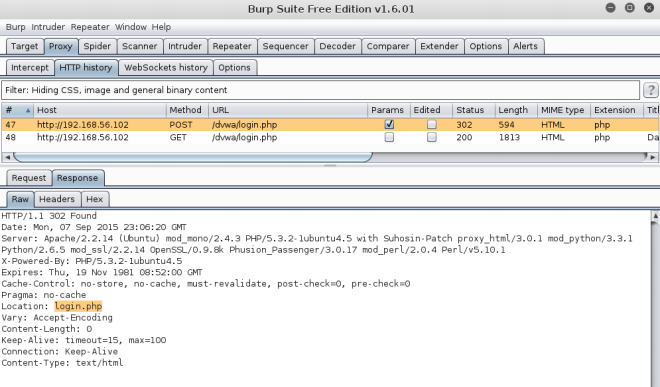 Burp Suite Free Edition v1.6.01
Burp Intruder Repeater Window Help
Target Proxy Spider Scanner Intruder Repeater Sequencer Decoder Comparer Extender Options Alerts
Intercept HTTP history WebSockets history Options
Filter: Hiding CSS, image and general binary content ?
# Host Method URL Params Edited Status Length MIME type Extension Titl
47 http://192.168.56.102 POST /dvwa/login.php 302 594 HTML php
48 http://192.168.56.102 GET /dvwa/login.php 200 1813 HTML php Da
Request Response
Raw Headers Hex
HTTP/1.1 302 Found
Date: Mon, 07 Sep 2015 23:06:20 GMT
Server: Apache/2.2.14 (Ubuntu) mod_mono/2.4.3 PHP/5.3.2-1ubuntu4.5 with Suhosin-Patch proxy_html/3.0.1 mod_python/3.3.1
Python/2.6.5 mod_ssl/2.2.14 OpenSSL/0.9.8k Phusion_Passenger/3.0.17 mod_perl/2.0.4 Perl/v5.10.1
X-Powered-By: PHP/5.3.2-1ubuntu4.5
Expires: Thu, 19 Nov 1981 08:52:00 GMT
Cache-Control: no-store, no-cache, must-revalidate, post-check=0, pre-check=0
Pragma: no-cache
Location: login.php
Vary: Accept-Encoding
Content-Length: 0
Keep-Alive: timeout=15, max=100
Connection: Keep-Alive
Content-Type: text/html